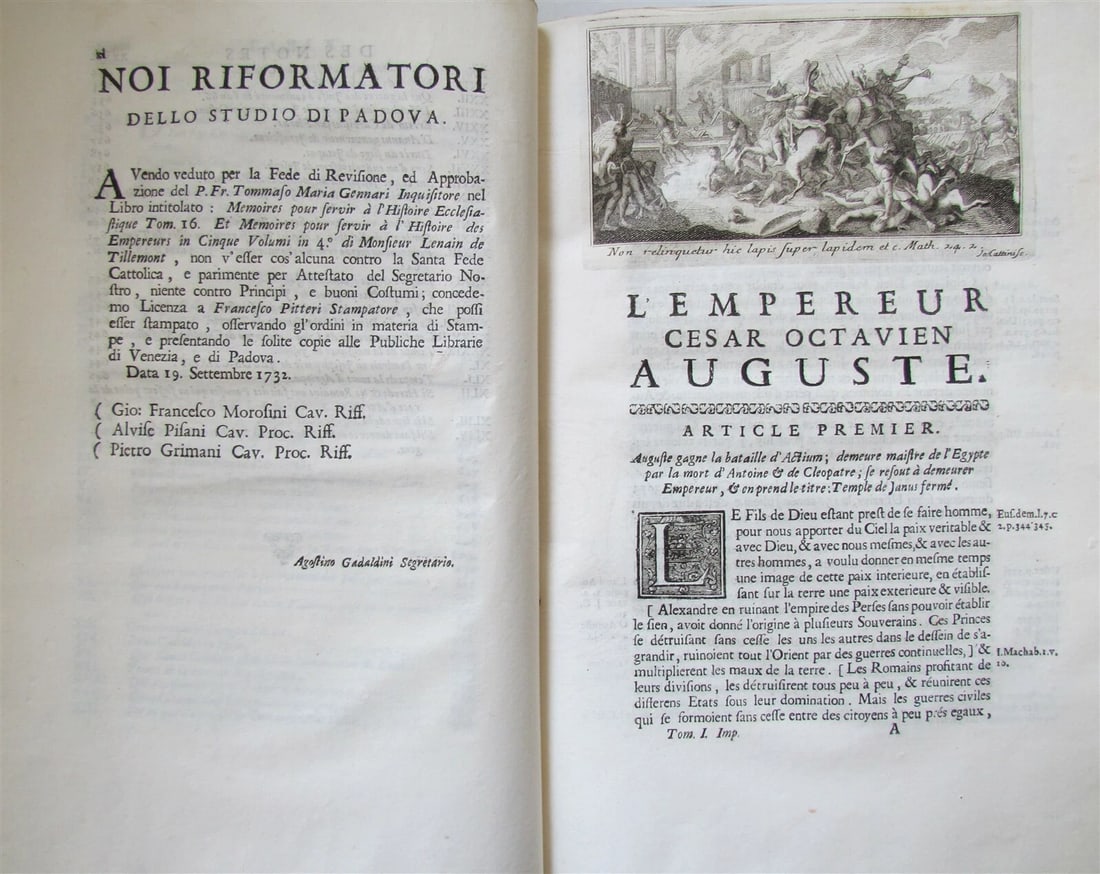 NOI RIFORMATORI
DELLO STUDIO DI PADOVA.
AVendo veduto per la Fede di Reviſione, ed Approba-
zione del P. Fr. Tommaſo Maria Gennari Inquiſitore nel
Libro intitolato : Memoires pour ſervir à l'Hiſtoire Eccleſia-
ſtique Tom. 16. Et Memoires pour ſervir à l'Hiſtoire des
Empereurs in Cinque Volumi in 4.º di Monſieur Lenain de
Tillemont , non v'eſſer cos'alcuna contro la Santa Fede
Cattolica , e parimente per Atteſtato del Segretario No-
ſtro, niente contro Principi , e buoni Coſtumi ; concede-
mo Licenza a Franceſco Pitteri Stampatore , che poſſi
eſſer ſtampato , oſſervando gl'ordini in materia di Stam-
pe , e preſentando le ſolite copie alle Publiche Librarie
di Venezia, e di Padova .
Data 19. Settembre 1732.
( Gio: Franceſco Moroſini Cav. Riff.
( Alviſe Piſani Cav. Proc. Riff.
( Pietro Grimani Cav. Proc. Riff.
Agoſtino Gadaldini Segretario.
Non relinquetur hic lapis ſuper lapidem et c. Math. 24. 2.
L'EMPEREUR
CESAR OCTAVIEN
AUGUSTE.
ARTICLE PREMIER.
Auguſte gagne la bataille d'Actium ; demeure maiſtre de l'Egypte
par la mort d'Antoine & de Cleopatre ; ſe reſout à demeurer
Empereur , & en prend le titre : Temple de Janus fermé .
LE Fils de Dieu eſtant preſt de ſe faire homme,
pour nous apporter du Ciel la paix veritable &
avec Dieu, & avec nous meſmes, & avec les au-
tres hommes , a voulu donner en meſme temps
une image de cette paix interieure, en établiſ-
ſant ſur la terre une paix exterieure & viſible.
[ Alexandre en ruinant l'empire des Perſes ſans pouvoir établir
le ſien , avoit donné l'origine à pluſieurs Souverains . Ces Princes
ſe détruiſant ſans ceſſe les uns les autres dans le deſſein de s'a-
grandir, ruinoient tout l'Orient par des guerres continuelles, ] &
multiplierent les maux de la terre . [ Les Romains profitant de
leurs diviſions , les détruiſirent tous peu à peu , & réunirent ces
differens Etats ſous leur domination . Mais les guerres civiles
qui ſe formoient ſans ceſſe entre des citoyens à peu prés egaux ,
Euſ.dem.l.7.c
2.p.344 345.
I.Machab.1.v.
10.
Tom. I. Imp.
A